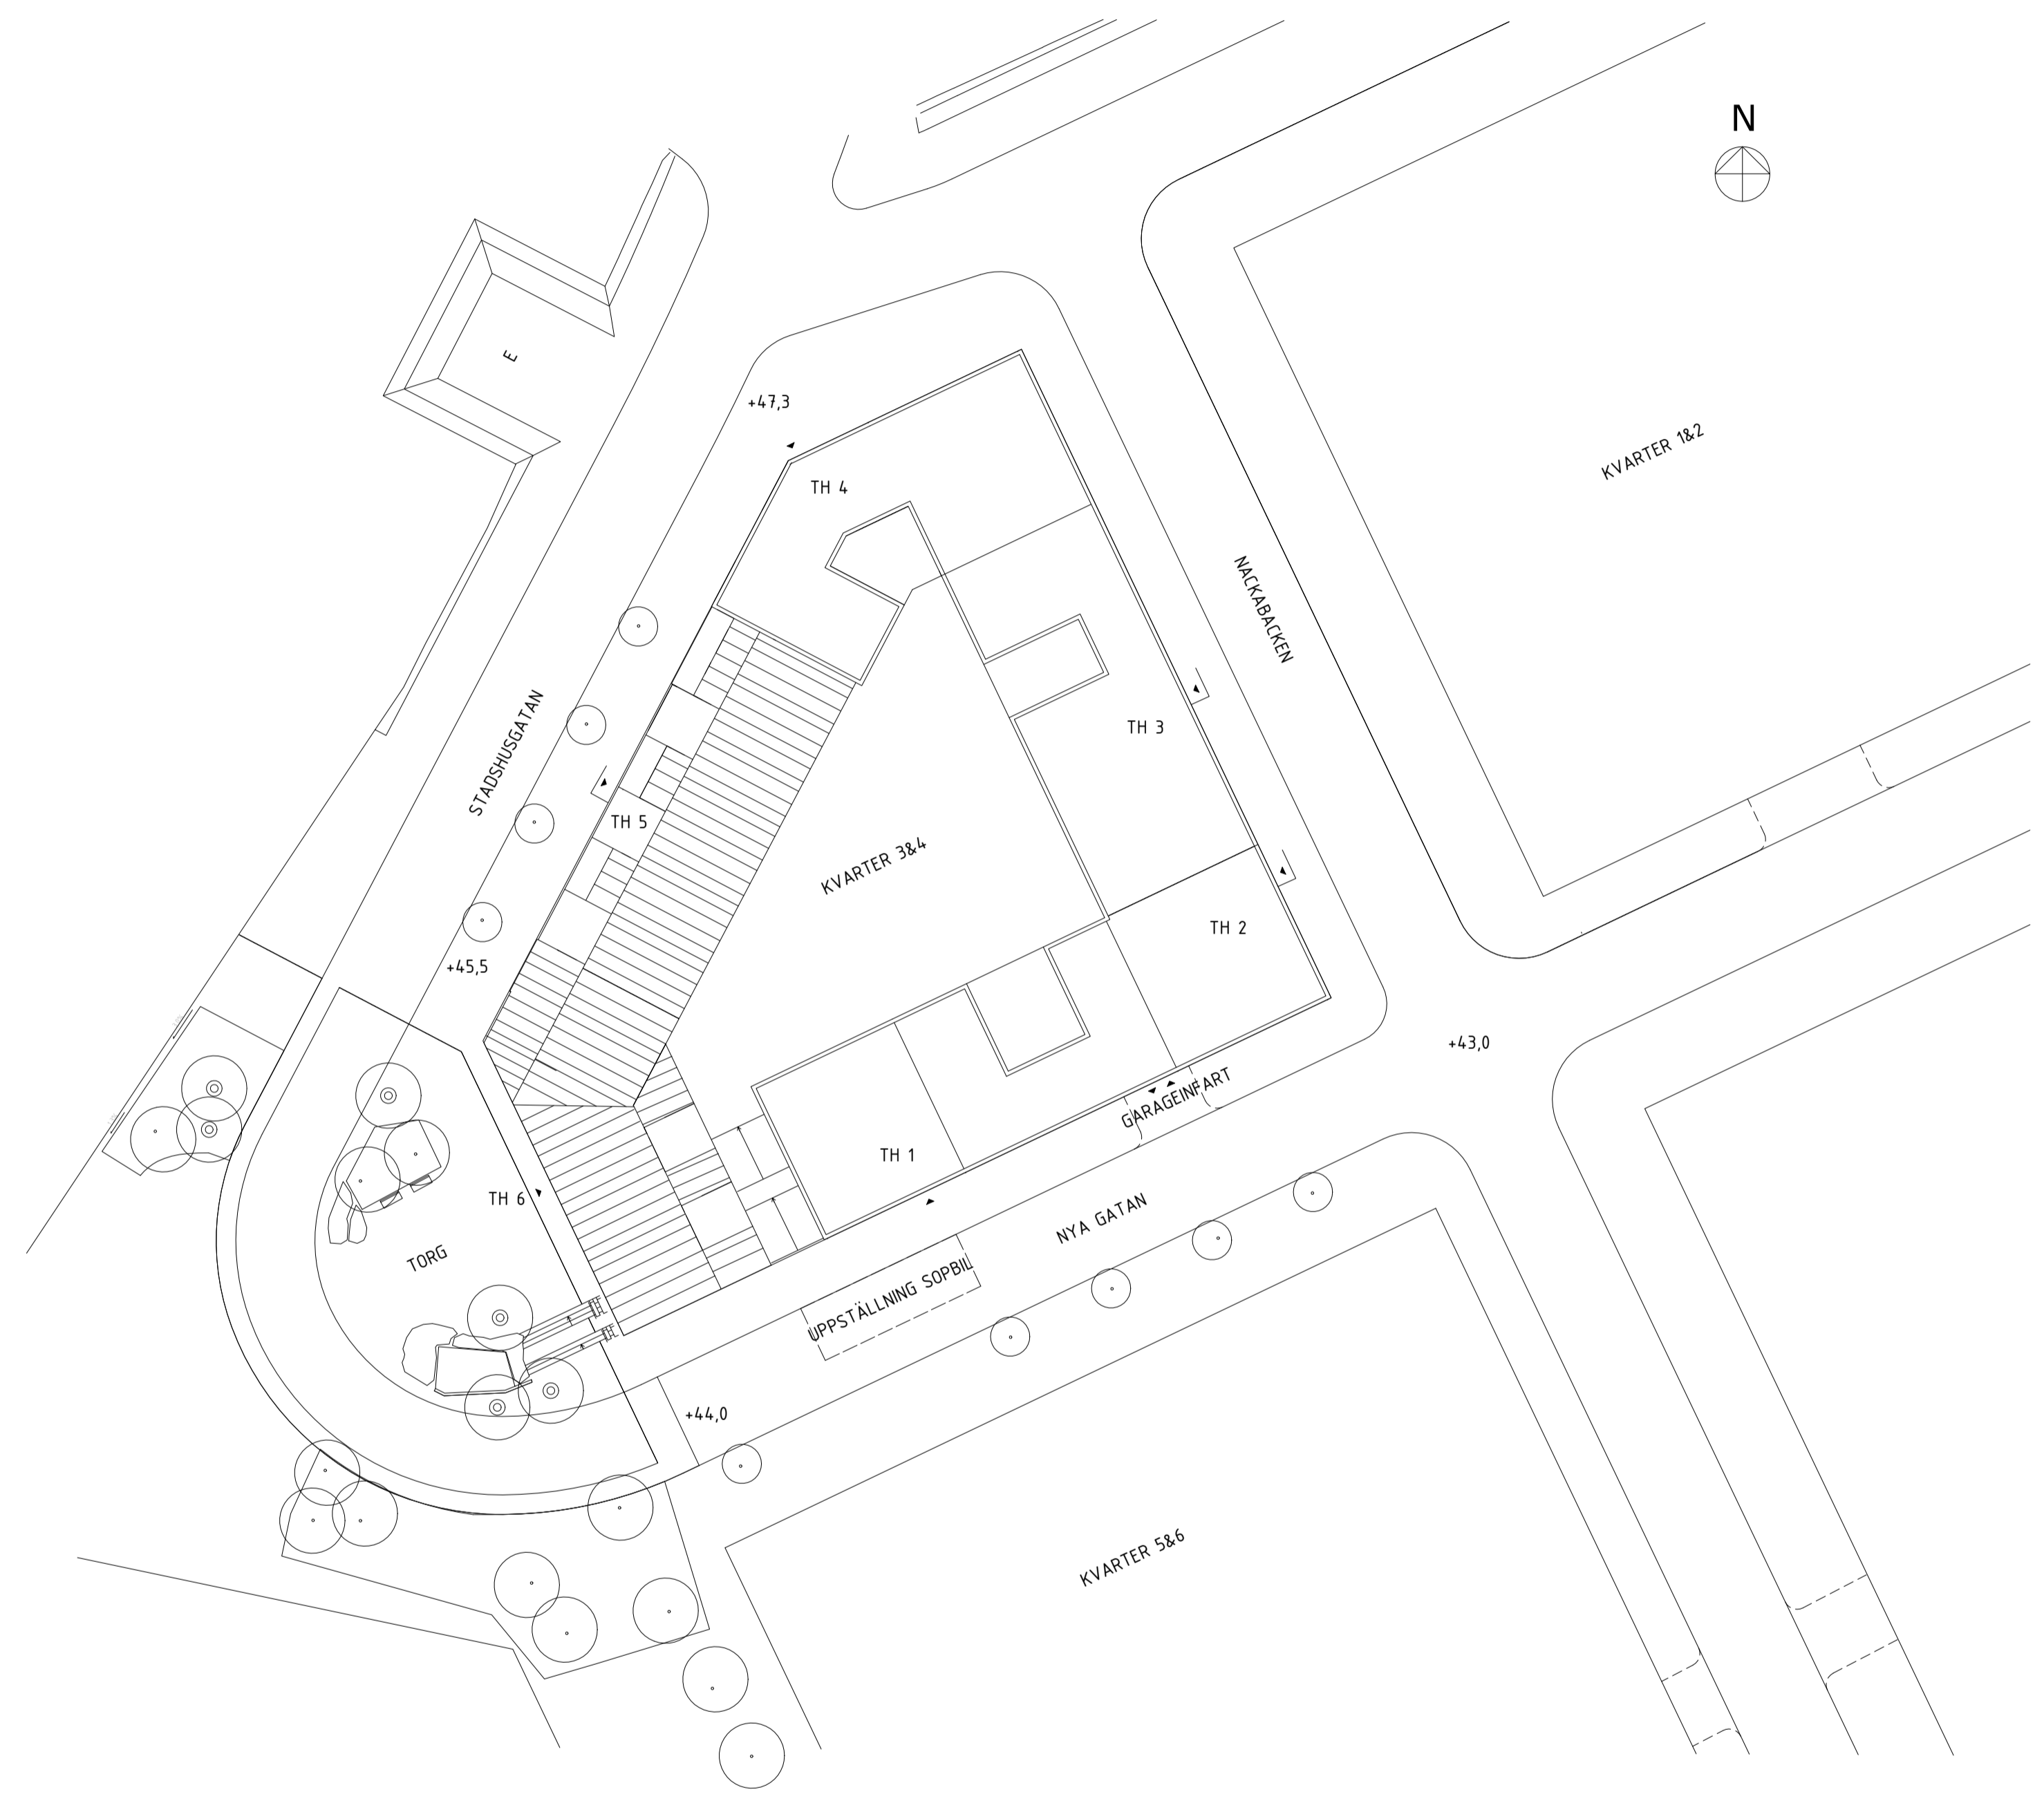 N
E
+47,3
KVARTER 1&2
TH 4
NACKABACKEN
STADSHUSGATAN
TH 3
TH 5
KVARTER 3&4
TH 2
+45,5
+43,0
GARAGEINFART
TH 1
TH 6
NYA GATAN
TORG
UPPSTÄLLNING SOPBIL
+44,0
KVARTER 5&6